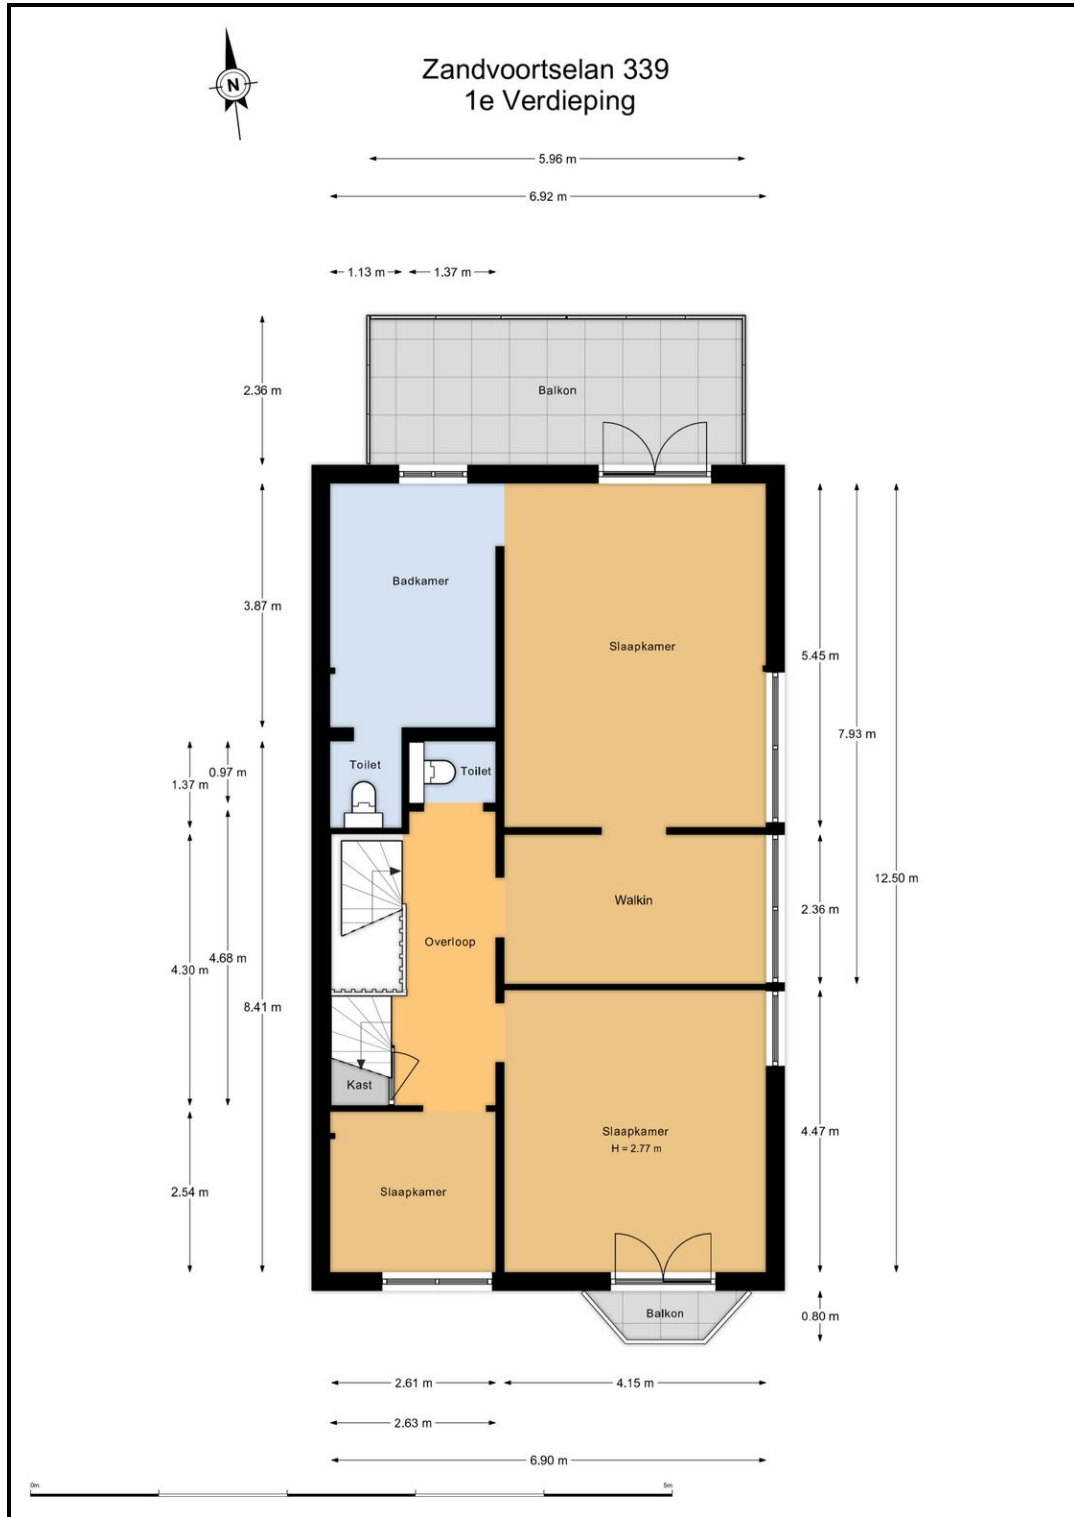 N
Zandvoortselan 339
1e Verdieping
5.96 m
6.92 m
1.13 m
1.37 m
2.36 m
Balkon
Badkamer
3.87 m
Slaapkamer
5.45 m
7.93 m
12.50 m
Toilet
Toilet
0.97 m
1.37 m
Walkin
2.36 m
Overloop
4.68 m
4.30 m
8.41 m
Kast
Slaapkamer
H = 2.77 m
4.47 m
Slaapkamer
2.54 m
Balkon
0.80 m
2.61 m
4.15 m
2.63 m
6.90 m
0m
5m